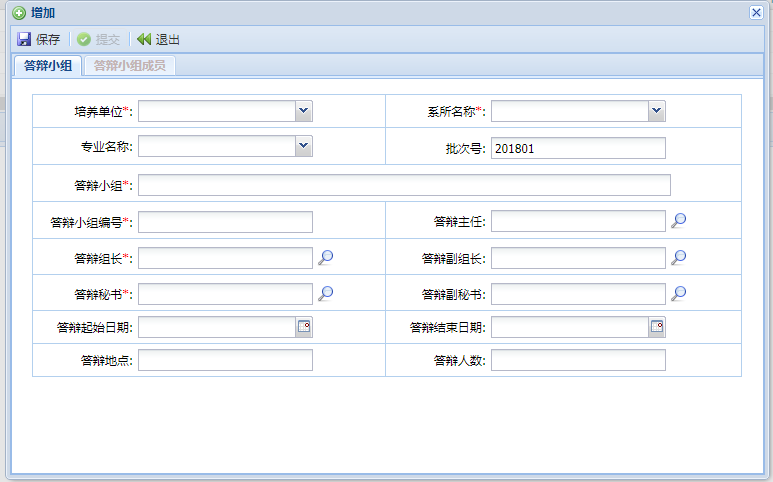 增加
保存 提交 退出
答辩小组 答辩小组成员
培养单位*: 系所名称*:
专业名称: 批次号: 201801
答辩小组*:
答辩小组编号*: 答辩主任:
答辩组长*: 答辩副组长:
答辩秘书*: 答辩副秘书:
答辩起始日期: 答辩结束日期:
答辩地点: 答辩人数: